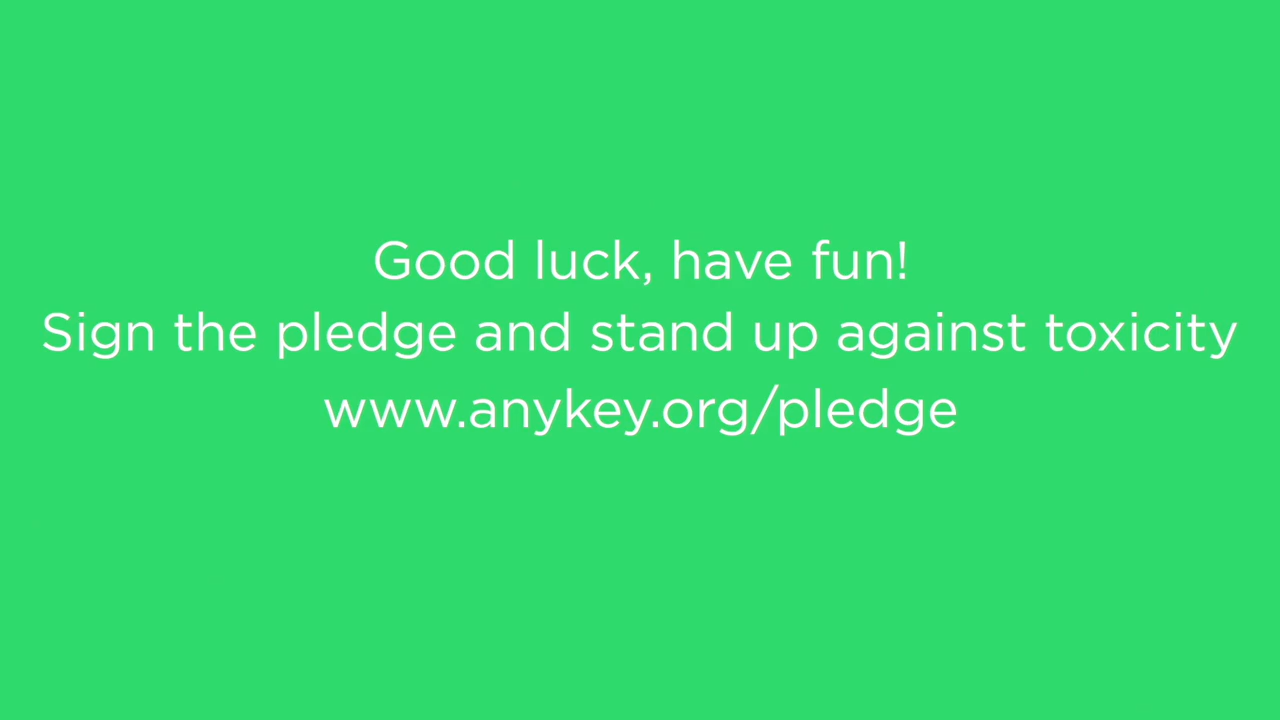 Good luck, have fun!
Sign the pledge and stand up against toxicity
www.anykey.org/pledge